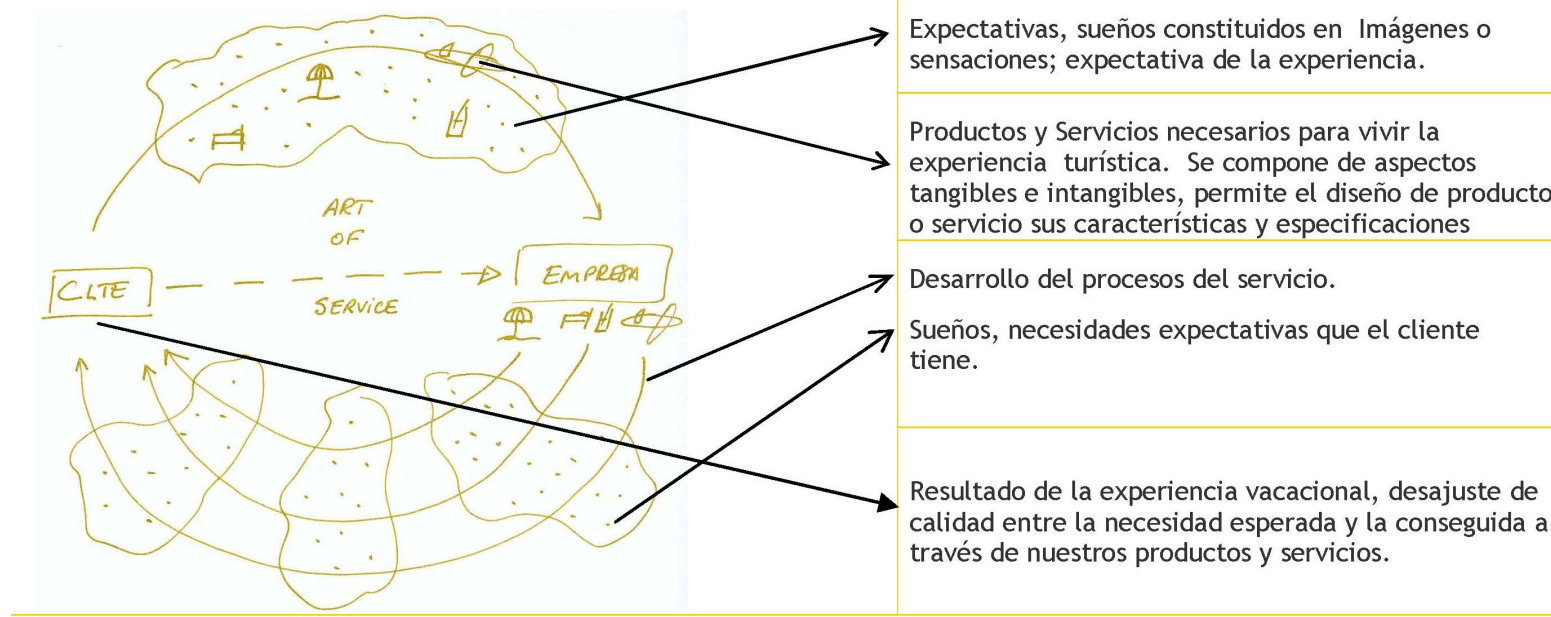 ART
OF
SERVICE
CLTE
EMPRESA
Expectativas, sueños constituidos en Imágenes o
sensaciones; expectativa de la experiencia.
Productos y Servicios necesarios para vivir la
experiencia turística. Se compone de aspectos
tangibles e intangibles, permite el diseño de producto
o servicio sus características y especificaciones
Desarrollo del procesos del servicio.
Sueños, necesidades expectativas que el cliente
tiene.
Resultado de la experiencia vacacional, desajuste de
calidad entre la necesidad esperada y la conseguida a
través de nuestros productos y servicios.